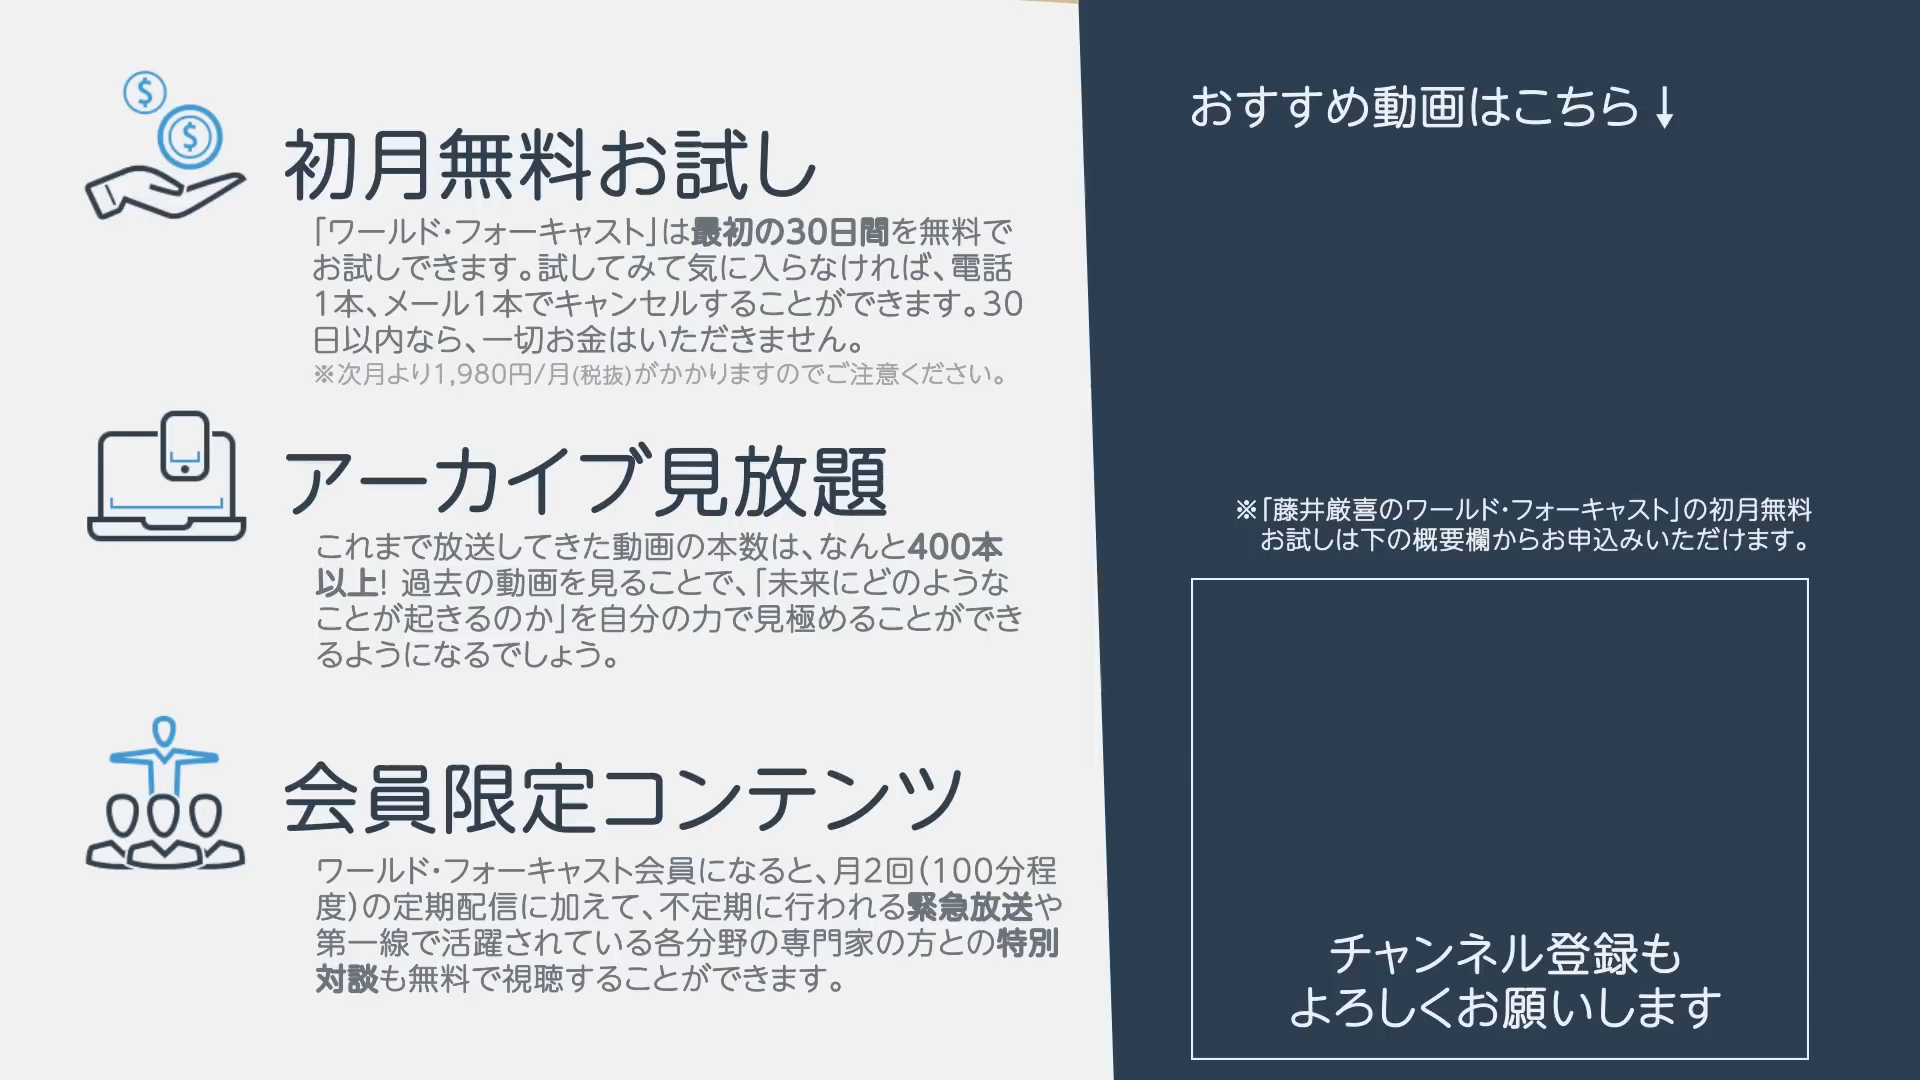 初月無料お試し
「ワールド・フォーキャスト」は最初の30日間を無料で
お試しできます。試してみて気に入らなければ、電話
1本、メール1本でキャンセルすることができます。30
日以内なら、一切お金はいただきません。
※次月より1,980円/月(税抜)がかかりますのでご注意ください。
アーカイブ見放題
これまで放送してきた動画の本数は、なんと400本
以上! 過去の動画を見ることで、「未来にどのような
ことが起きるのか」を自分の力で見極めることができ
るようになるでしょう。
会員限定コンテンツ
ワールド・フォーキャスト会員になると、月2回(100分程
度)の定期配信に加えて、不定期に行われる緊急放送や
第一線で活躍されている各分野の専門家の方との特別
対談も無料で視聴することができます。
おすすめ動画はこちら↓
※「藤井厳喜のワールド・フォーキャスト」の初月無料
お試しは下の概要欄からお申込みいただけます。
チャンネル登録も
よろしくお願いします